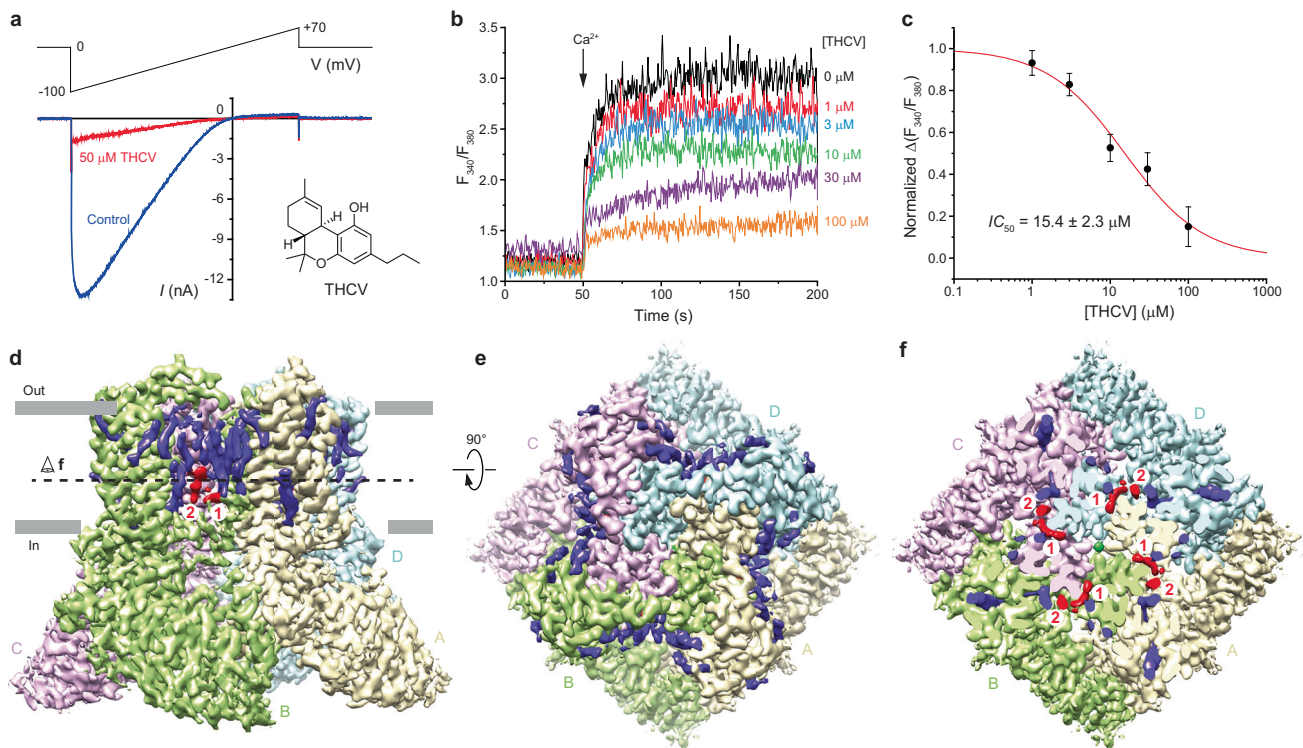 a
+70
0
V (mV)
-100
0
-3
-6
-9
-12
50 μM THCV
Control
I (nA)
H
OH
H
O
THCV
b
3.5
3.0
2.5
2.0
1.5
1.0
F340/F380
Ca2+
[THCV]
0 μM
1 μM
3 μM
10 μM
30 μM
100 μM
0 50 100 150 200
Time (s)
c
1.0
0.8
0.6
0.4
0.2
0.0
Normalized Δ(F340/F380)
IC50 = 15.4 ± 2.3 μM
0.1 1 10 100 1000
[THCV] (μM)
d
Out
f
2 1
In
D
C
A
B
90°
e
D
C
A
B
f
D
C
2
1
2
1
1
2
1
2
A
B